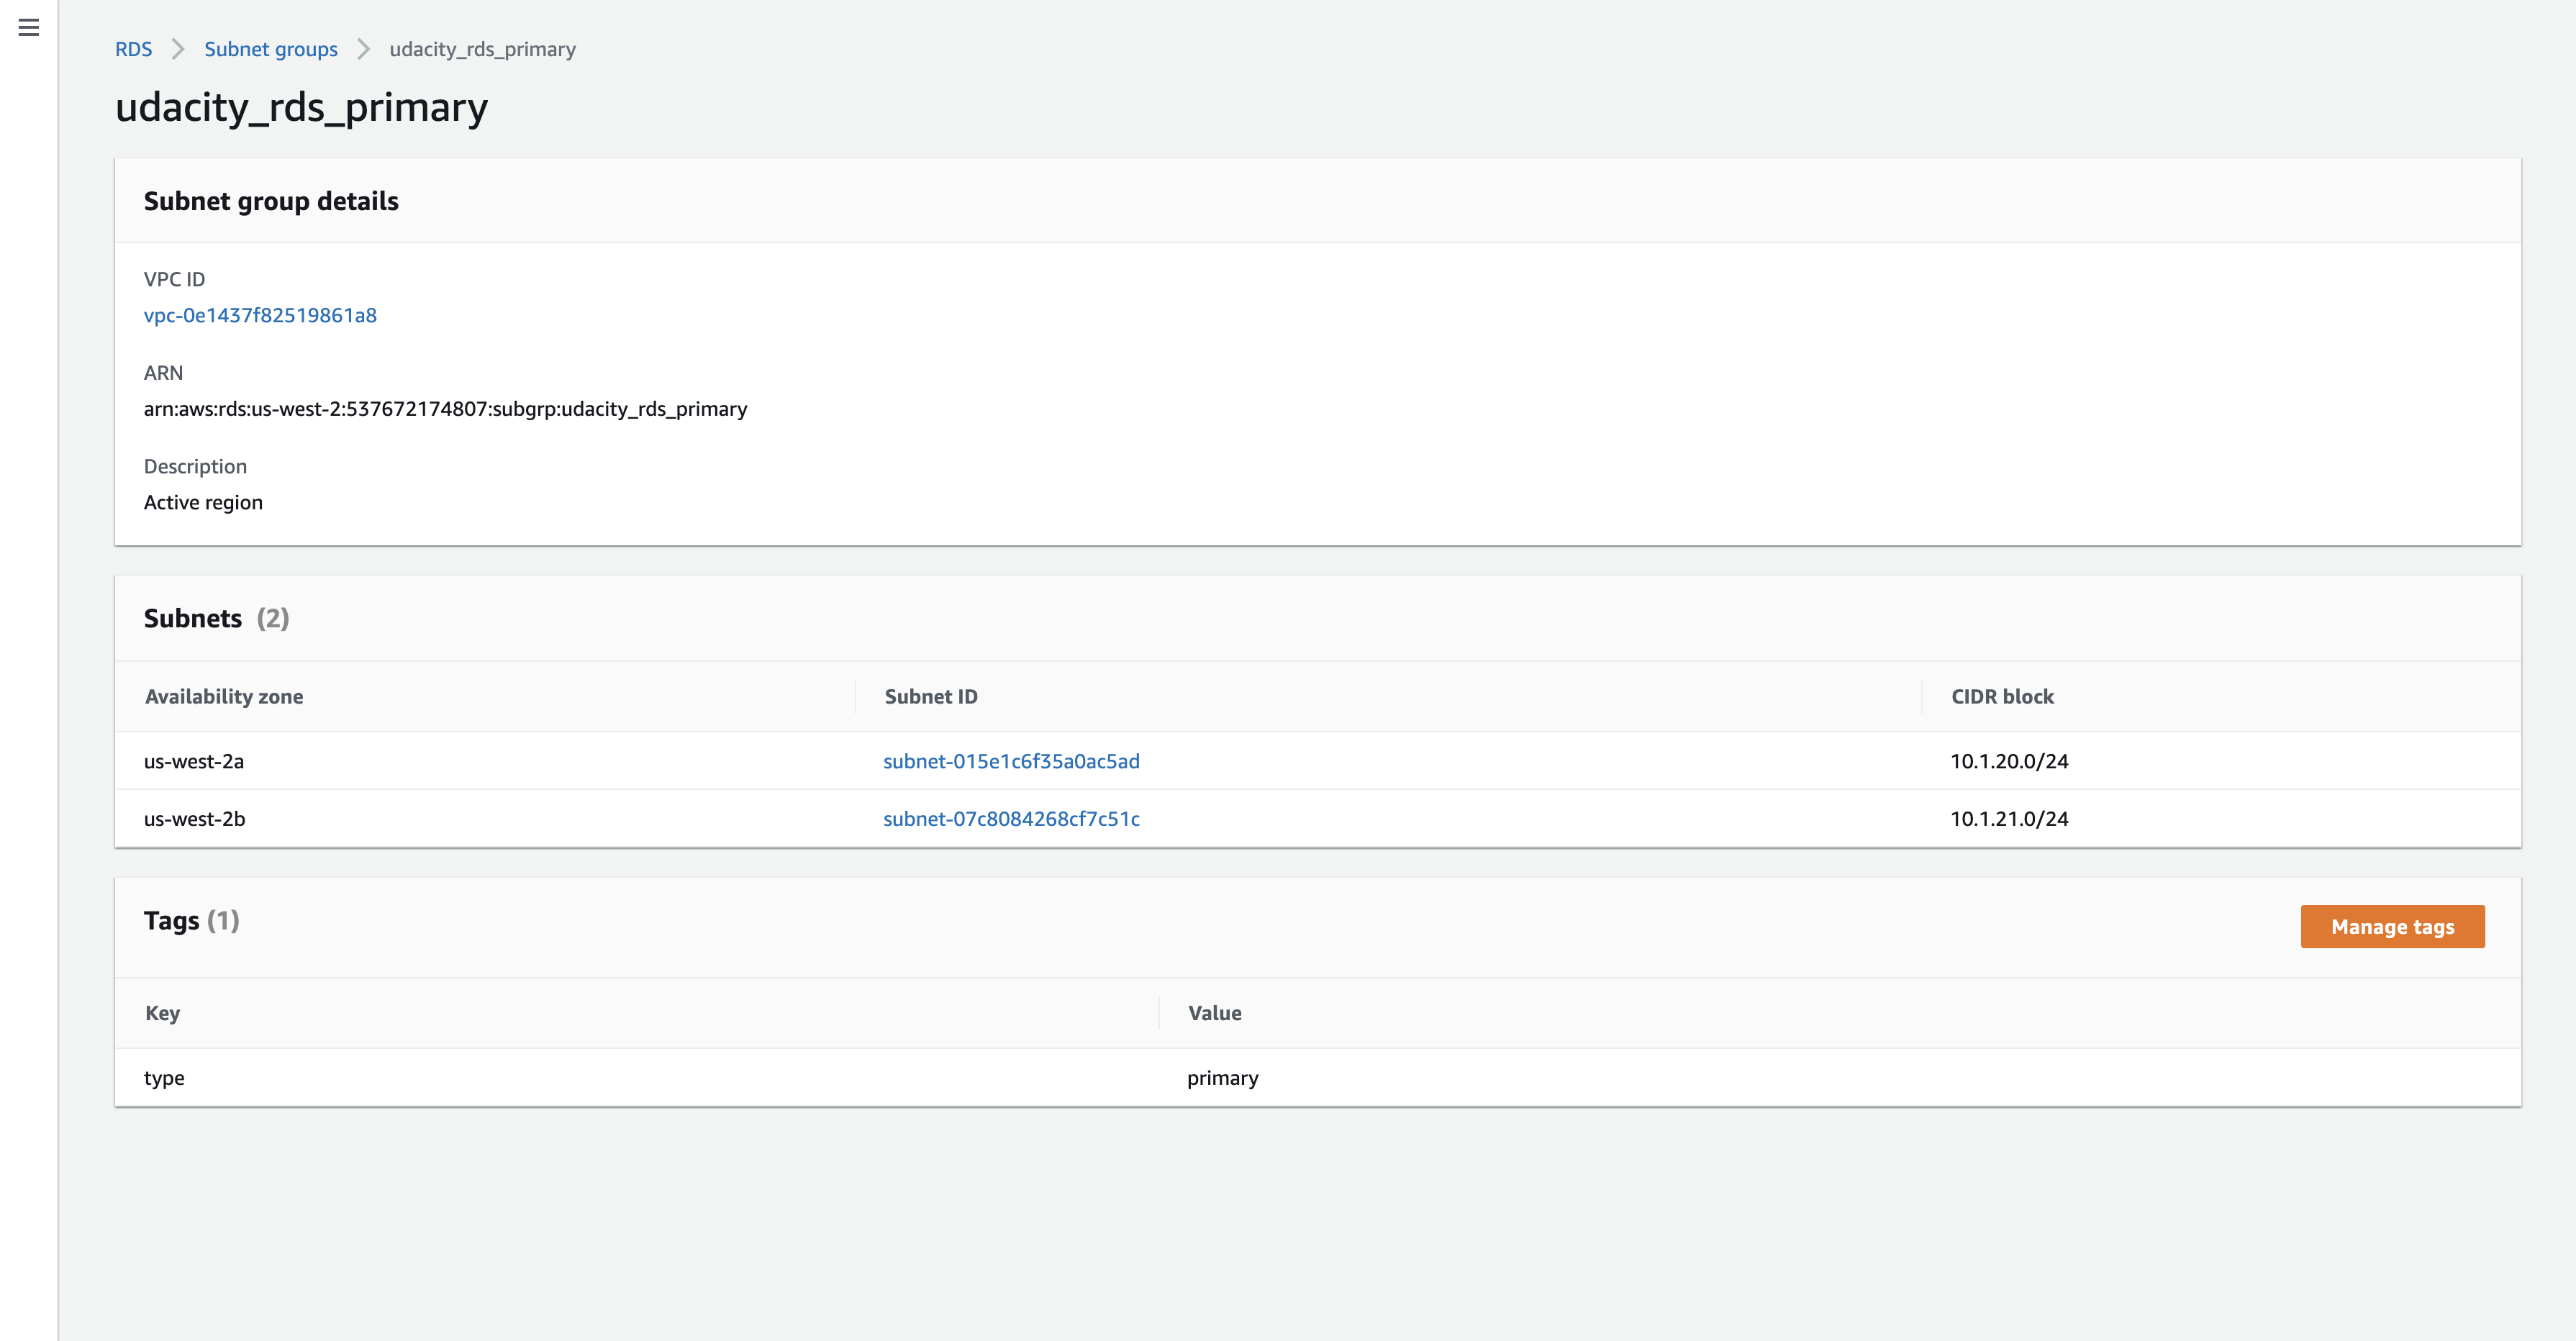 RDS > Subnet groups > udacity_rds_primary
udacity_rds_primary
Subnet group details
VPC ID
vpc-0e1437f82519861a8
ARN
arn:aws:rds:us-west-2:537672174807:subgrp:udacity_rds_primary
Description
Active region
Subnets (2)
Availability zone Subnet ID CIDR block
us-west-2a subnet-015e1c6f35a0ac5ad 10.1.20.0/24
us-west-2b subnet-07c8084268cf7c51c 10.1.21.0/24
Tags (1) Manage tags
Key Value
type primary